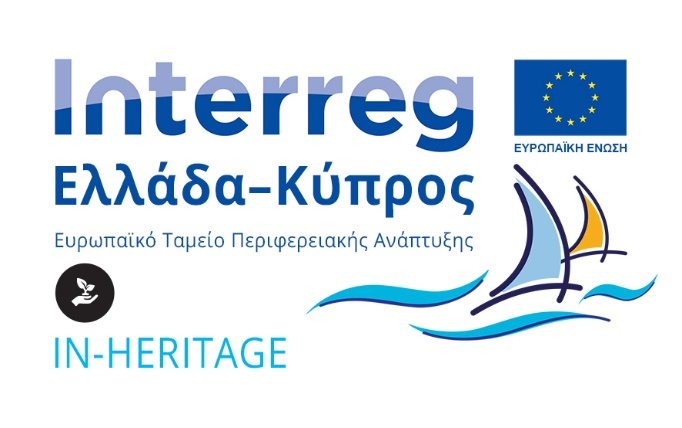 Interreg
ΕΥΡΩΠΑΪΚΗ ΕΝΩΣΗ
Ελλάδα–Κύπρος
Ευρωπαϊκό Ταμείο Περιφερειακής Ανάπτυξης
IN-HERITAGE